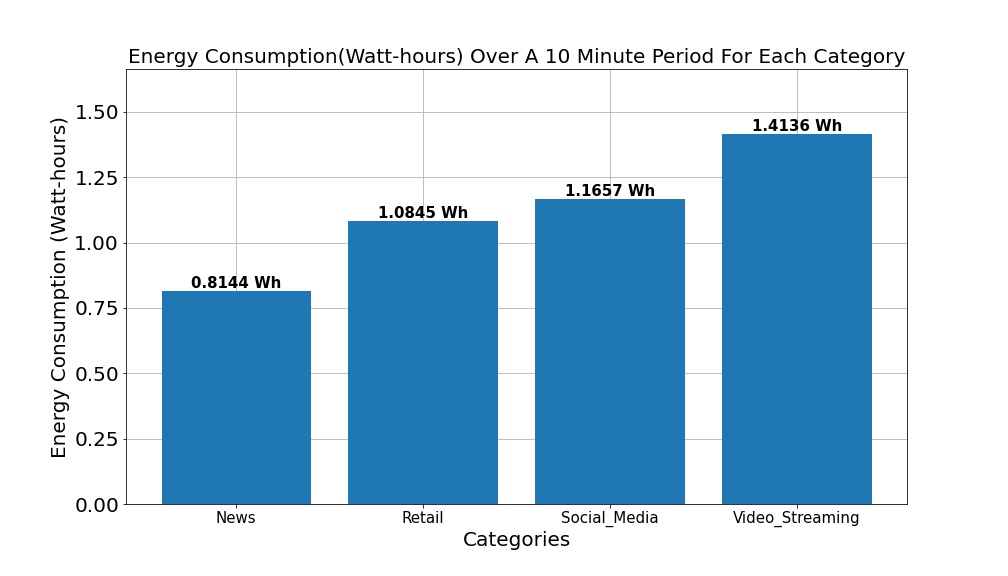 Energy Consumption(Watt-hours) Over A 10 Minute Period For Each Category
Energy Consumption (Watt-hours)
1.50
1.25
1.00
0.75
0.50
0.25
0.00
0.8144 Wh
1.0845 Wh
1.1657 Wh
1.4136 Wh
News
Retail
Social_Media
Video_Streaming
Categories